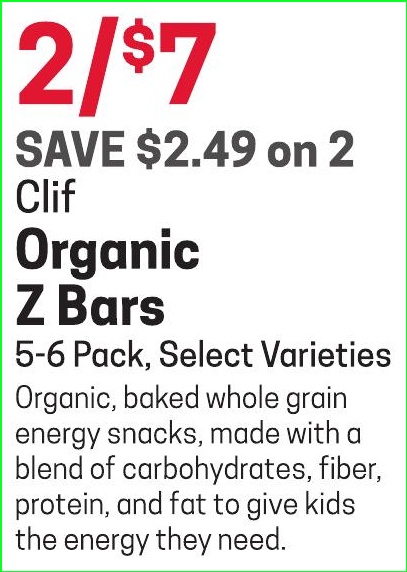 2/$7
SAVE $2.49 on 2
Clif
Organic
Z Bars
5-6 Pack, Select Varieties
Organic, baked whole grain
energy snacks, made with a
blend of carbohydrates, fiber,
protein, and fat to give kids
the energy they need.